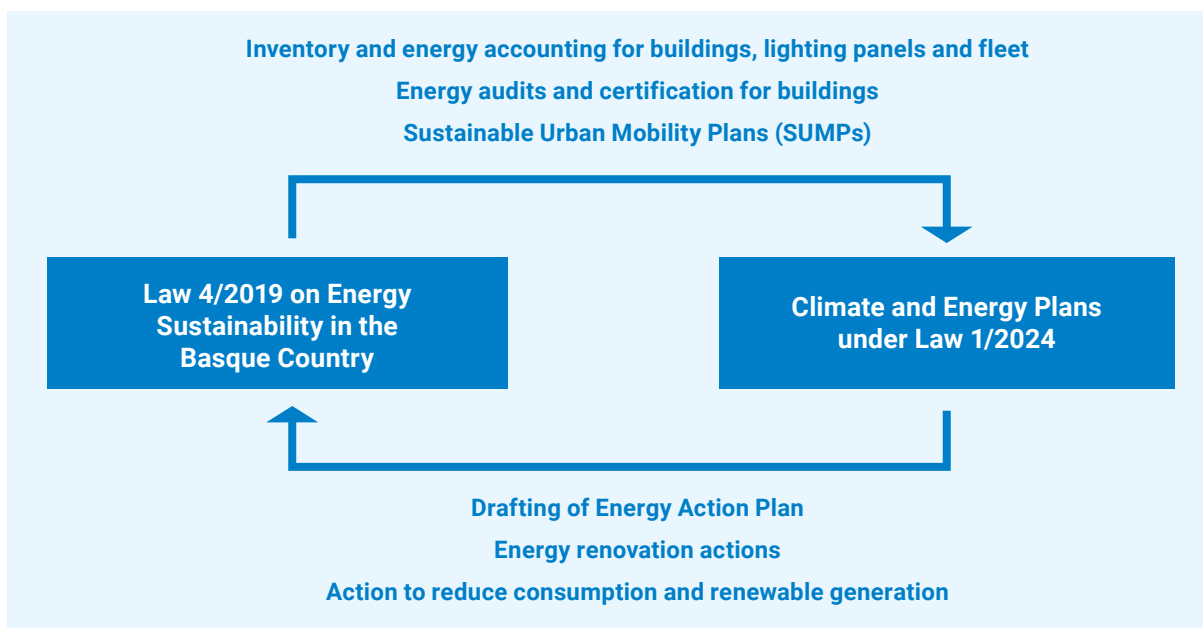 Inventory and energy accounting for buildings, lighting panels and fleet
Energy audits and certification for buildings
Sustainable Urban Mobility Plans (SUMPs)
Law 4/2019 on Energy
Sustainability in the
Basque Country
Climate and Energy Plans
under Law 1/2024
Drafting of Energy Action Plan
Energy renovation actions
Action to reduce consumption and renewable generation